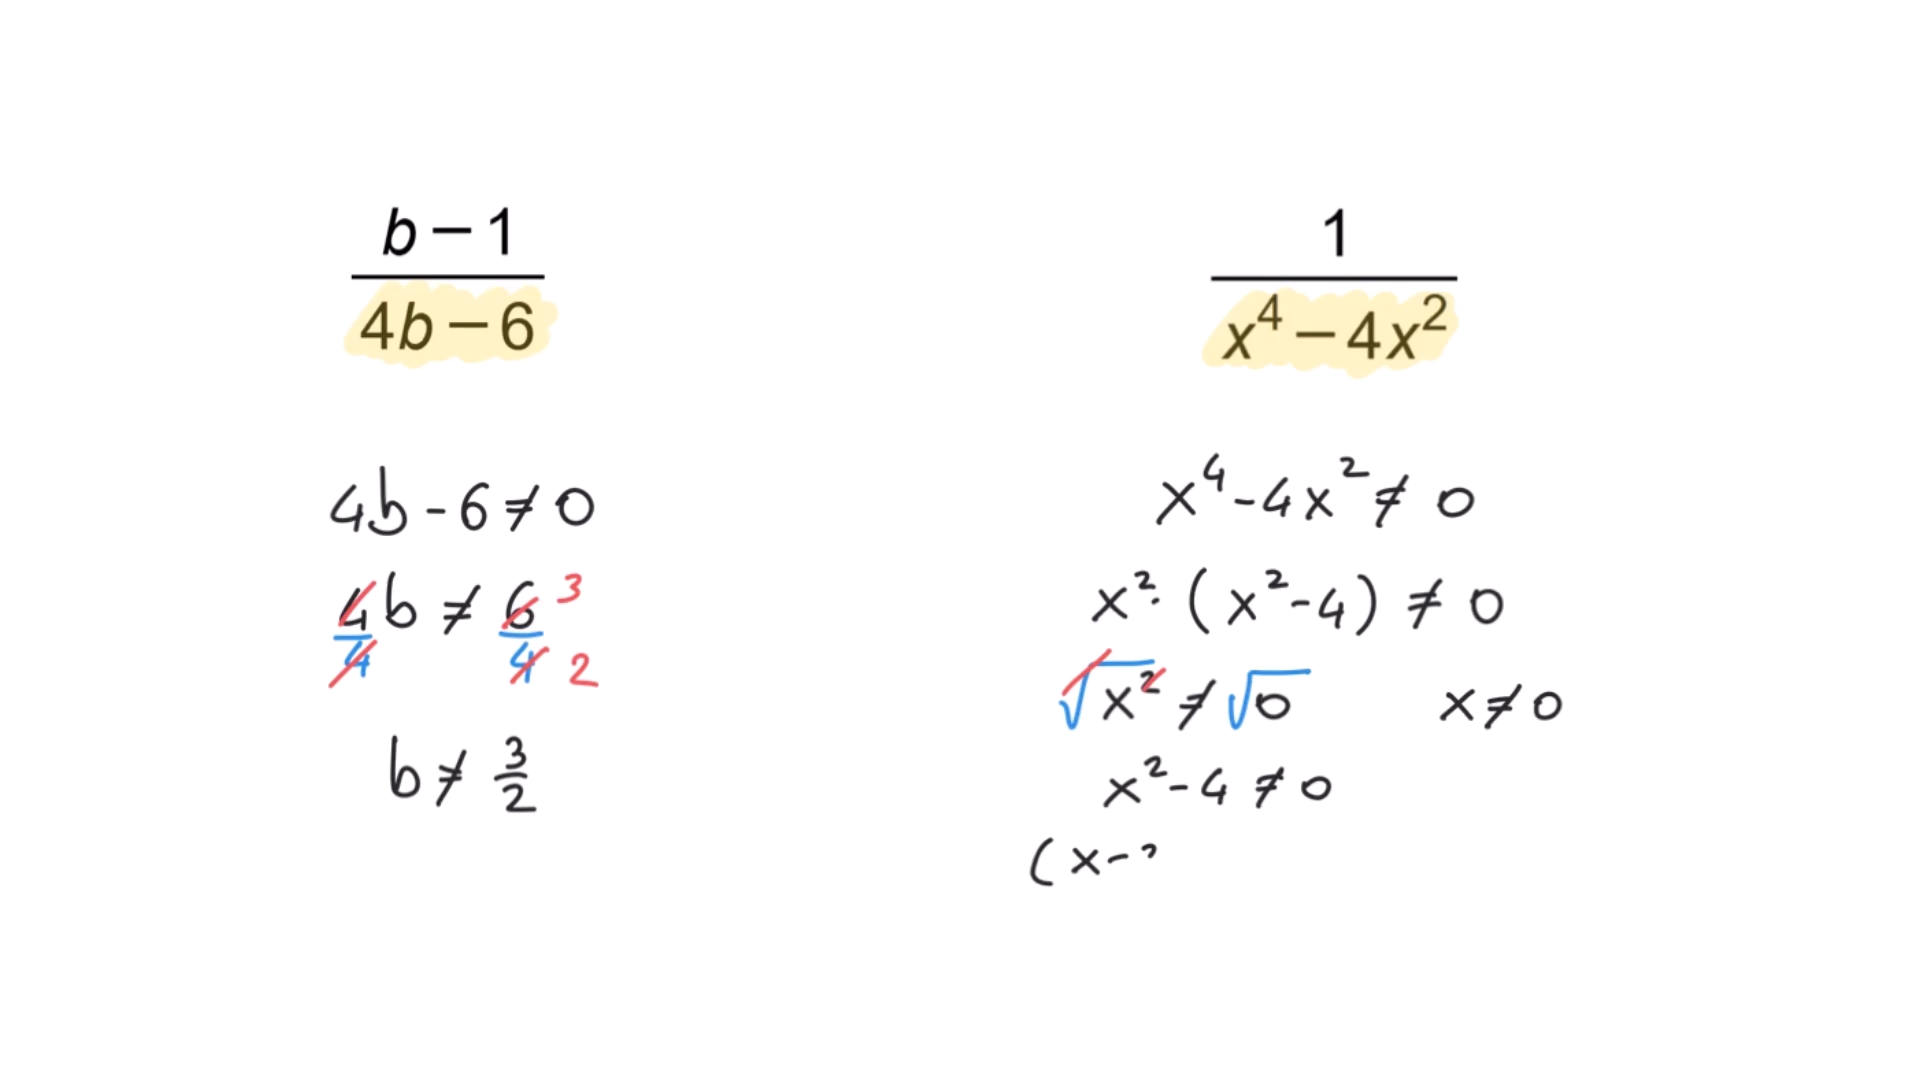 b − 1
4b − 6
4b - 6 ≠ 0
4b ≠ 6 3
4 4 2
b ≠ 3/2
1
x⁴ − 4x²
x⁴ - 4x² ≠ 0
x² · (x² - 4) ≠ 0
√x² ≠ √0 x ≠ 0
x² - 4 ≠ 0
(x -